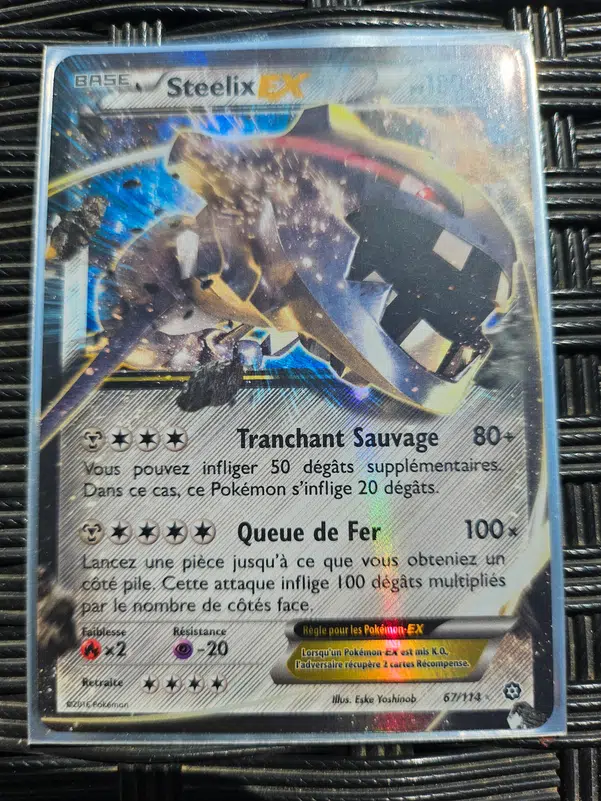 BASE
Steelix EX
Tranchant Sauvage 80+
Vous pouvez infliger 50 dégâts supplémentaires.
Dans ce cas, ce Pokémon s'inflige 20 dégâts.
Queue de Fer 100x
Lancez une pièce jusqu'à ce que vous obteniez un
côté pile. Cette attaque inflige 100 dégâts multipliés
par le nombre de côtés face.
Faiblesse Résistance
x2 -20
Règle pour les Pokémon-EX
Lorsqu'un Pokémon-EX est mis K.O.,
l'adversaire récupère 2 cartes Récompense.
Retraite
Illus. Eske Yoshinob 67/114
©2016 Pokémon